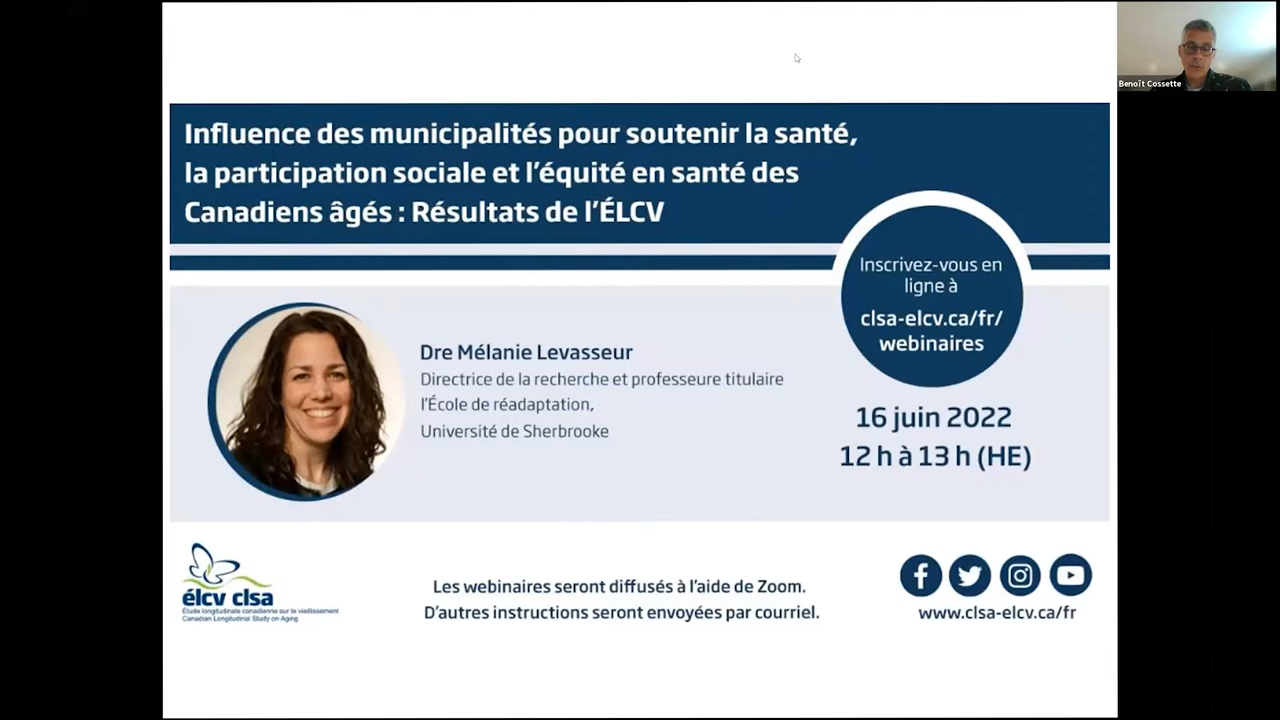 Benoît Cossette
Influence des municipalités pour soutenir la santé,
la participation sociale et l'équité en santé des
Canadiens âgés : Résultats de l'ÉLCV
Inscrivez-vous en
ligne à
clsa-elcv.ca/fr/
webinaires
Dre Mélanie Levasseur
Directrice de la recherche et professeure titulaire
l'École de réadaptation,
Université de Sherbrooke
16 juin 2022
12 h à 13 h (HE)
élcv clsa
Étude longitudinale canadienne sur le vieillissement
Canadian Longitudinal Study on Aging
Les webinaires seront diffusés à l'aide de Zoom.
D'autres instructions seront envoyées par courriel.
www.clsa-elcv.ca/fr